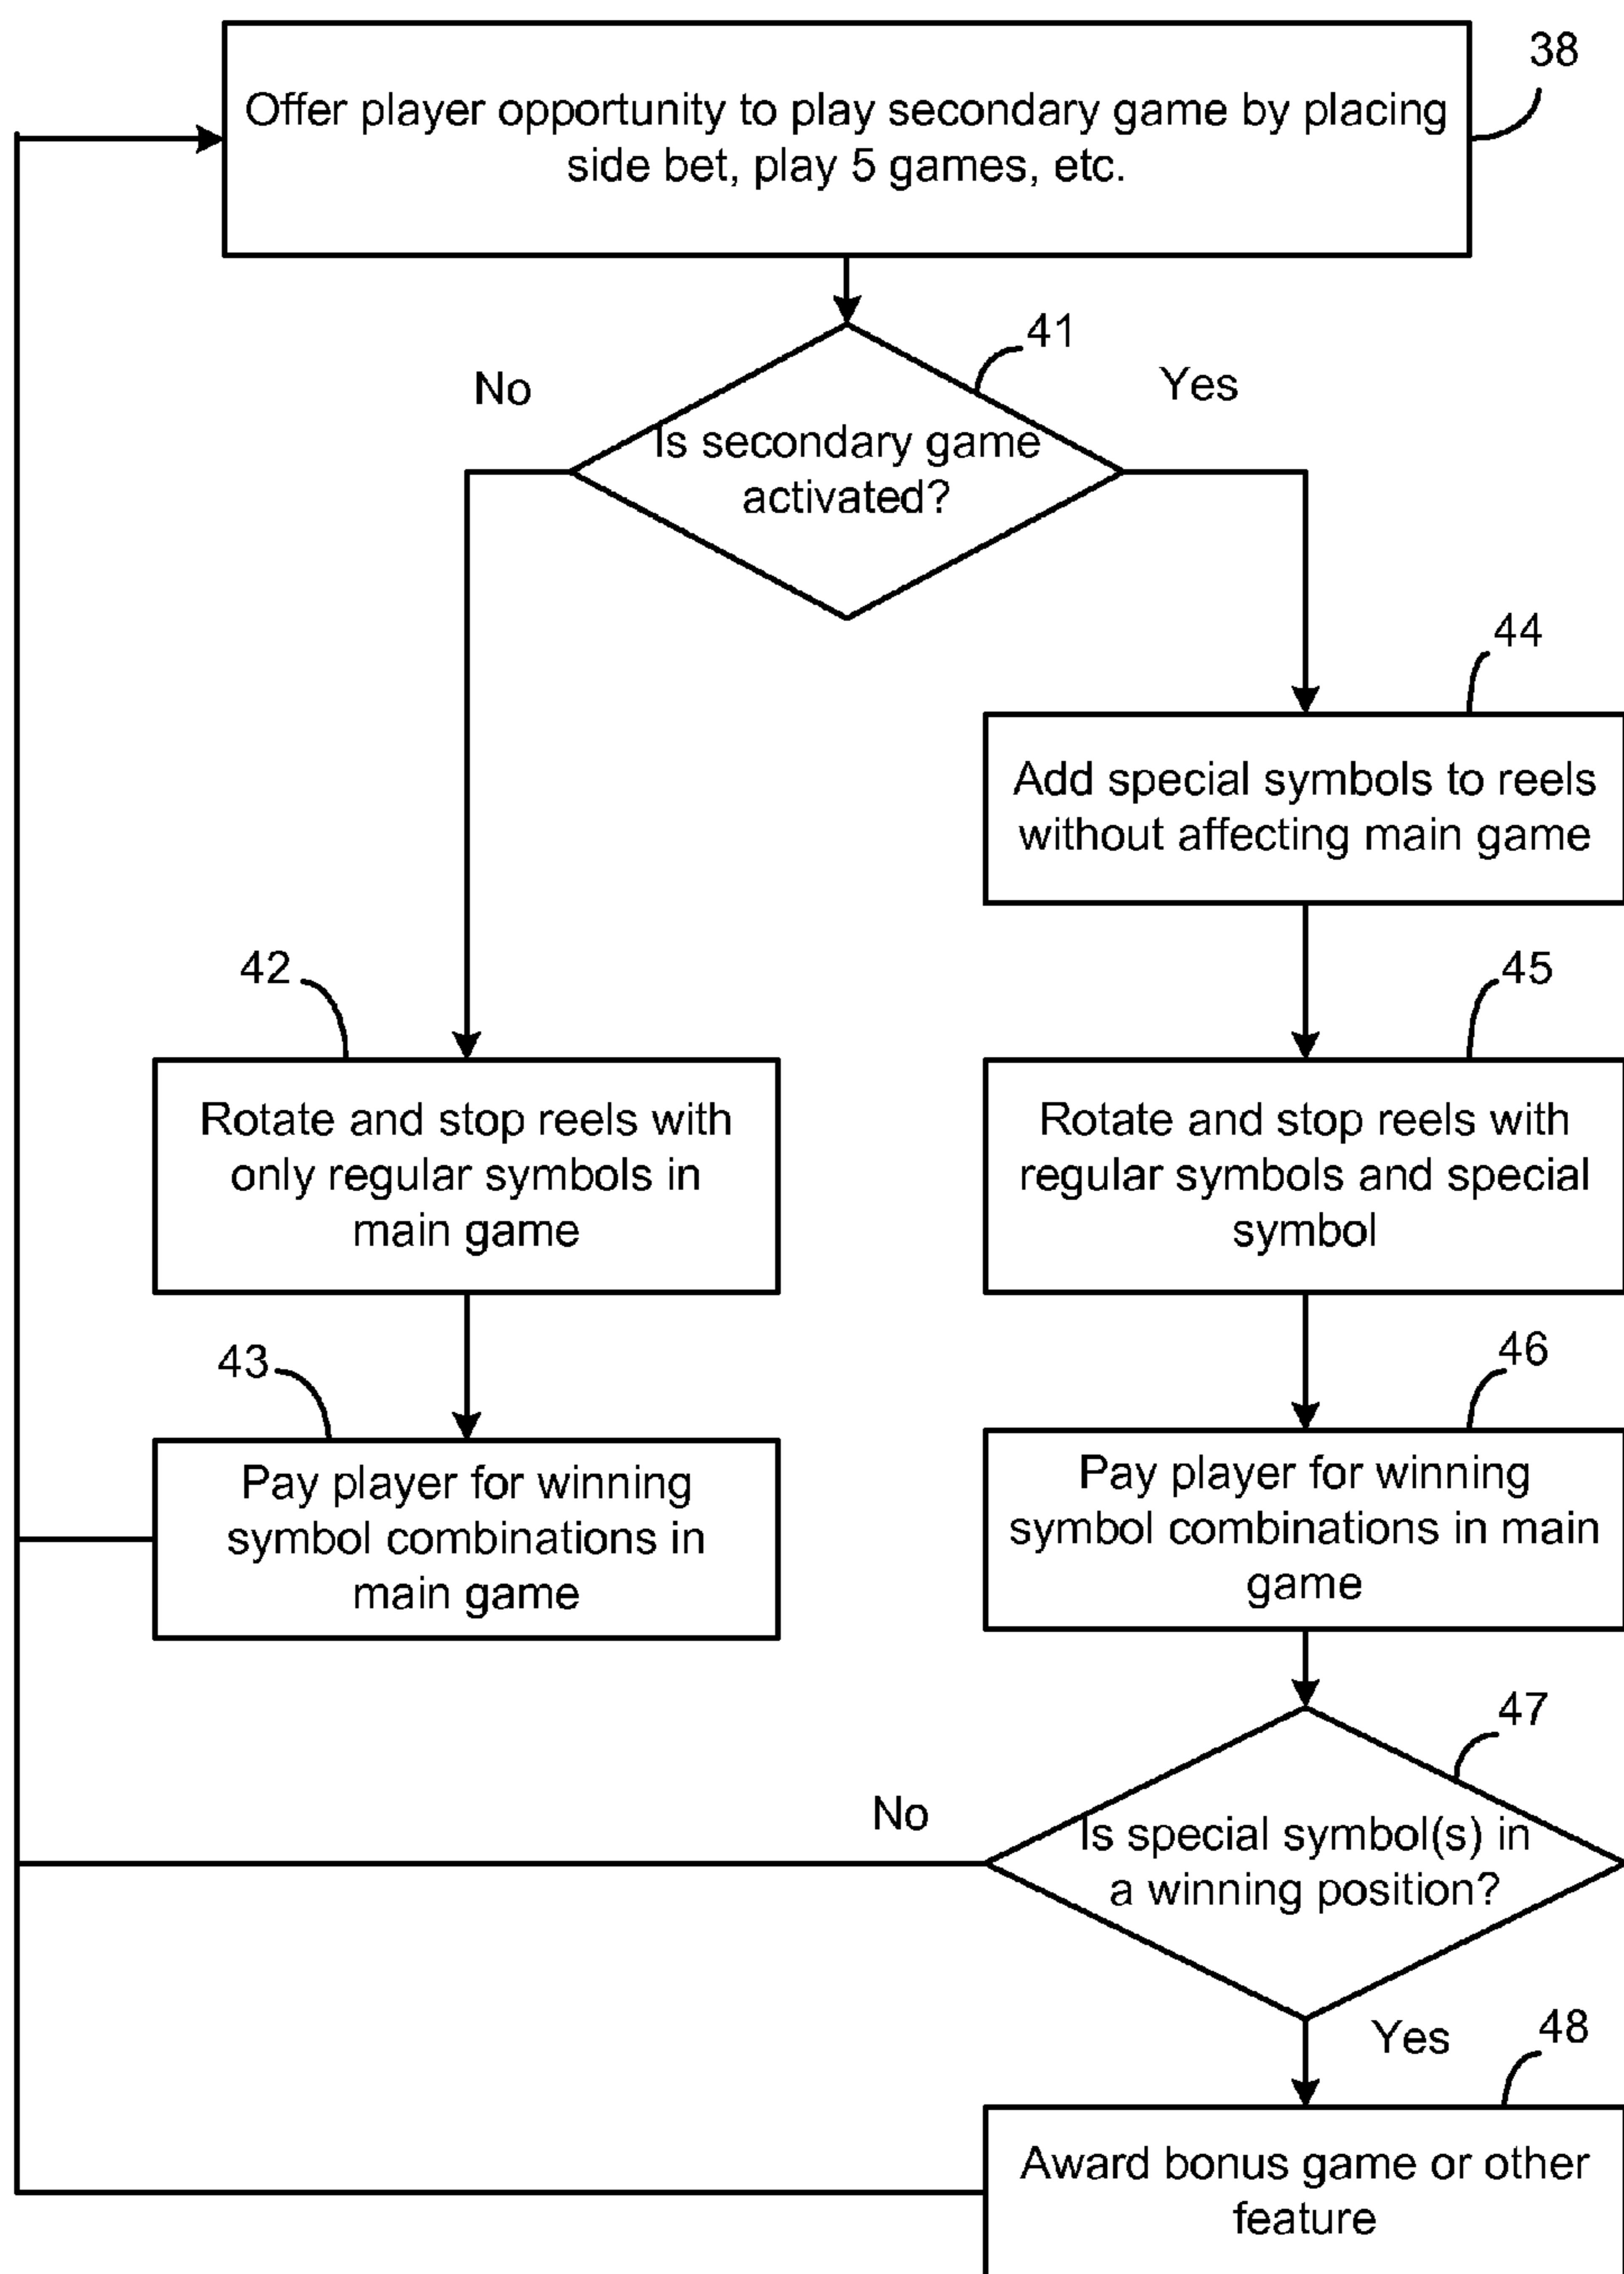 38
Offer player opportunity to play secondary game by placing
side bet, play 5 games, etc.
41
No
Yes
Is secondary game
activated?
44
Add special symbols to reels
without affecting main game
42
45
Rotate and stop reels with
only regular symbols in
main game
Rotate and stop reels with
regular symbols and special
symbol
43
46
Pay player for winning
symbol combinations in
main game
Pay player for winning
symbol combinations in main
game
47
No
Is special symbol(s) in
a winning position?
Yes
48
Award bonus game or other
feature